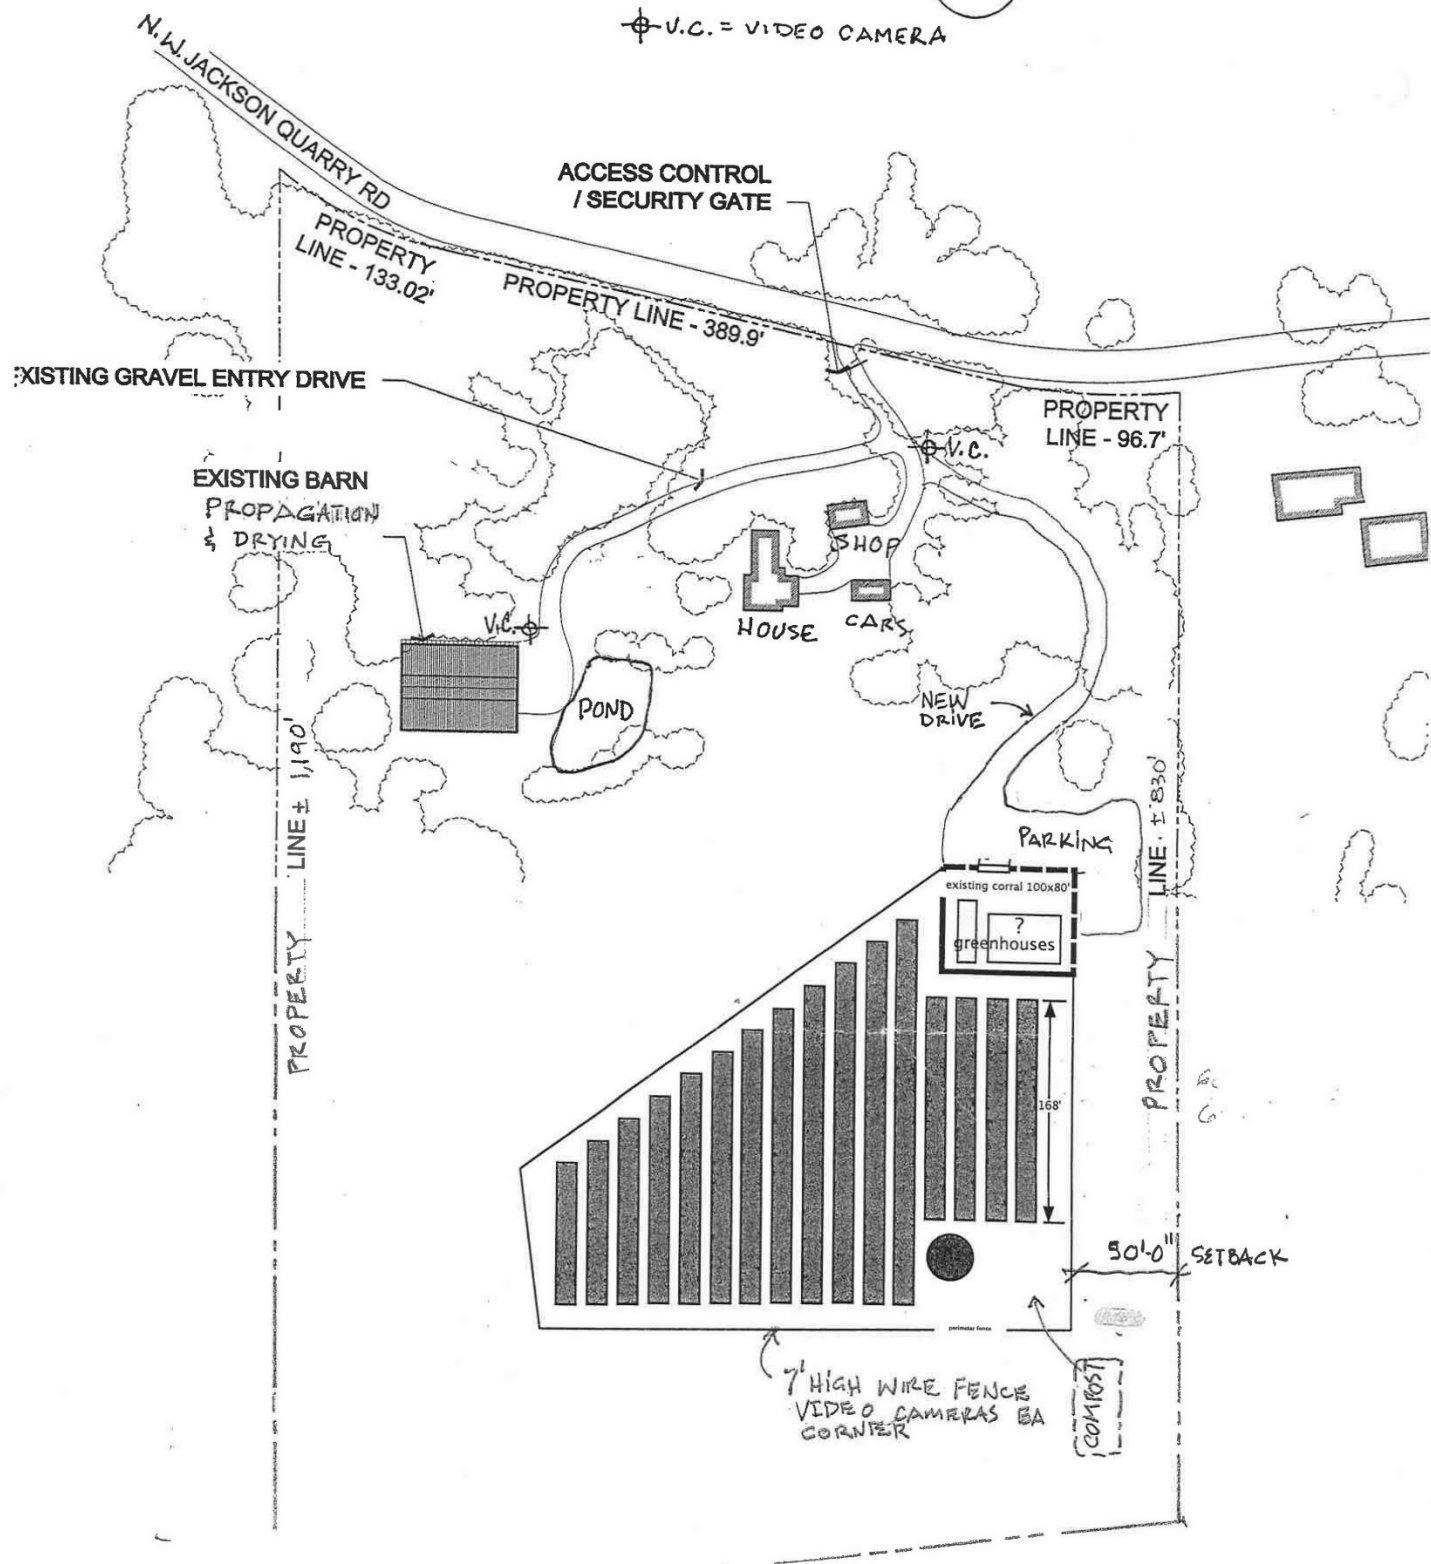 V.C. = VIDEO CAMERA
N.W. JACKSON QUARRY RD
ACCESS CONTROL
/ SECURITY GATE
PROPERTY
LINE - 133.02'
PROPERTY LINE - 389.9'
XISTING GRAVEL ENTRY DRIVE
PROPERTY
LINE - 96.7'
V.C.
EXISTING BARN
PROPAGATION
& DRYING
SHOP
V.C.
HOUSE
CARS
POND
NEW
DRIVE
PROPERTY LINE ± 1,190'
PROPERTY LINE. ± 830'
PARKING
existing corral 100x80'
?
greenhouses
168'
50'-0" SETBACK
perimeter fence
7' HIGH WIRE FENCE
VIDEO CAMERAS EA
CORNER
COMPOST